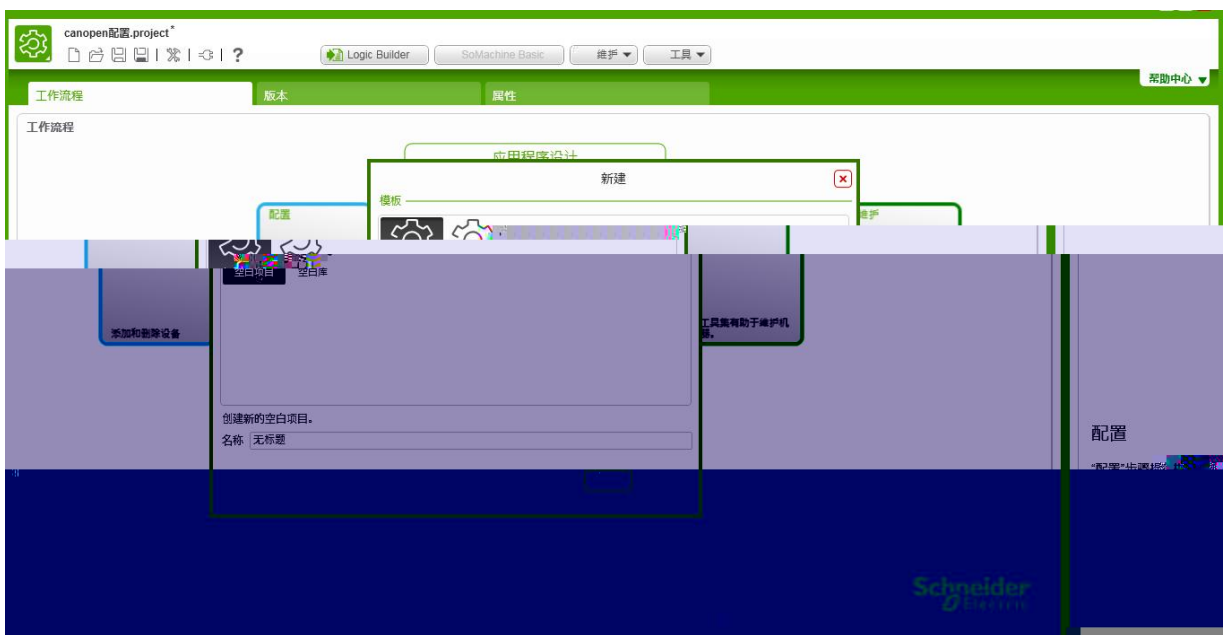 canopen配置.project*
Logic Builder SoMachine Basic 维护 工具
帮助中心
工作流程 版本 属性
工作流程
应用程序设计
新建
模板
配置
维护
空白项目 空白库
添加和删除设备
工具集有助于维护机
器。
创建新的空白项目。
名称 无标题
配置
Schneider
Electric